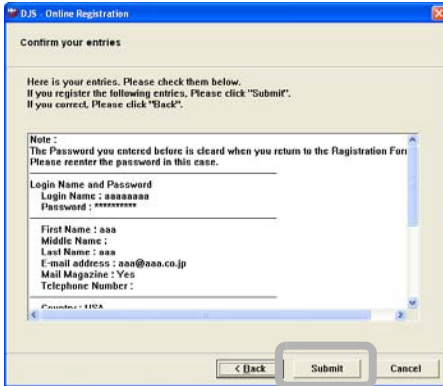 DJS - Online Registration
Confirm your entries
Here is your entries. Please check them below.
If you register the following entries, Please click "Submit".
If you correct, Please click "Back".
Note :
The Password you entered before is cleard when you return to the Ragistration Form
Please reenter the password in this case.
Login Name and Password
Login Name : aaaaaaaa
Password : **********
First Name : aaa
Middle Name :
Last Name : aaa
E-mail address : aaa@aaa.co.jp
Mail Magazine : Yes
Telephone Number :
Country : USA
< Back Submit Cancel